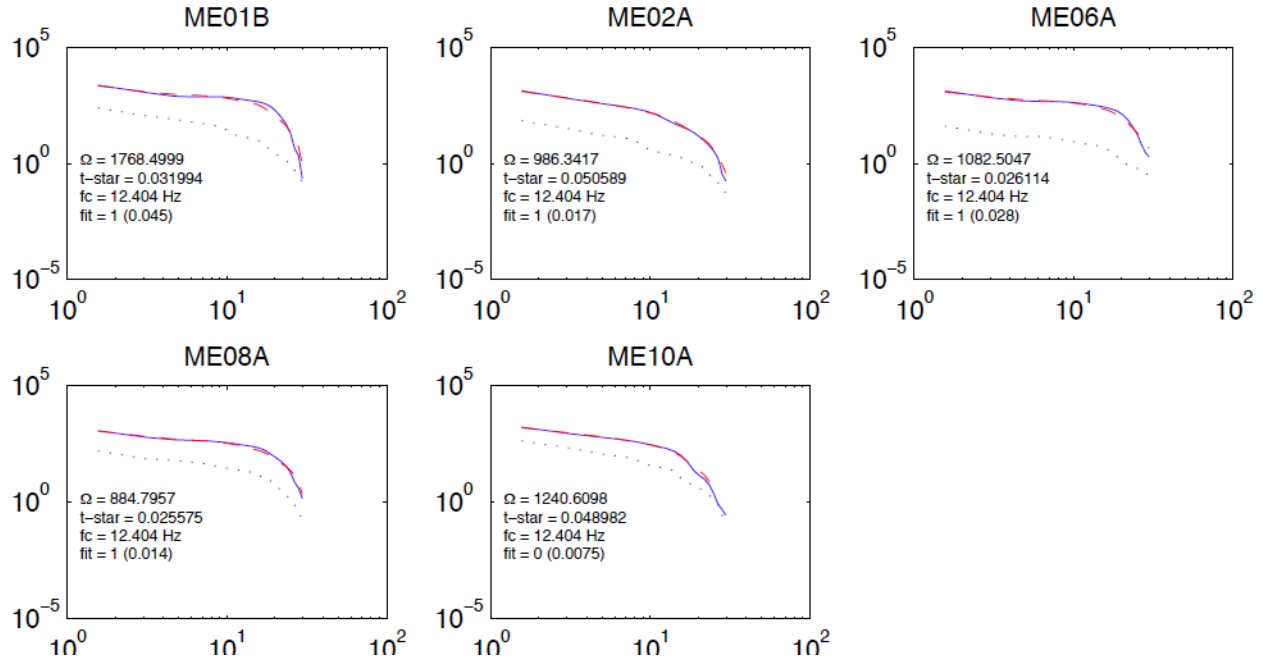 ME01B
ME02A
ME06A
10^5
10^0
10^-5
Ω = 1768.4999
t-star = 0.031994
fc = 12.404 Hz
fit = 1 (0.045)
10^0
10^1
10^2
10^5
10^0
10^-5
Ω = 986.3417
t-star = 0.050589
fc = 12.404 Hz
fit = 1 (0.017)
10^0
10^1
10^2
10^5
10^0
10^-5
Ω = 1082.5047
t-star = 0.026114
fc = 12.404 Hz
fit = 1 (0.028)
10^0
10^1
10^2
ME08A
ME10A
10^5
10^0
10^-5
Ω = 884.7957
t-star = 0.025575
fc = 12.404 Hz
fit = 1 (0.014)
10^0
10^1
10^2
10^5
10^0
10^-5
Ω = 1240.6098
t-star = 0.048982
fc = 12.404 Hz
fit = 0 (0.0075)
10^0
10^1
10^2